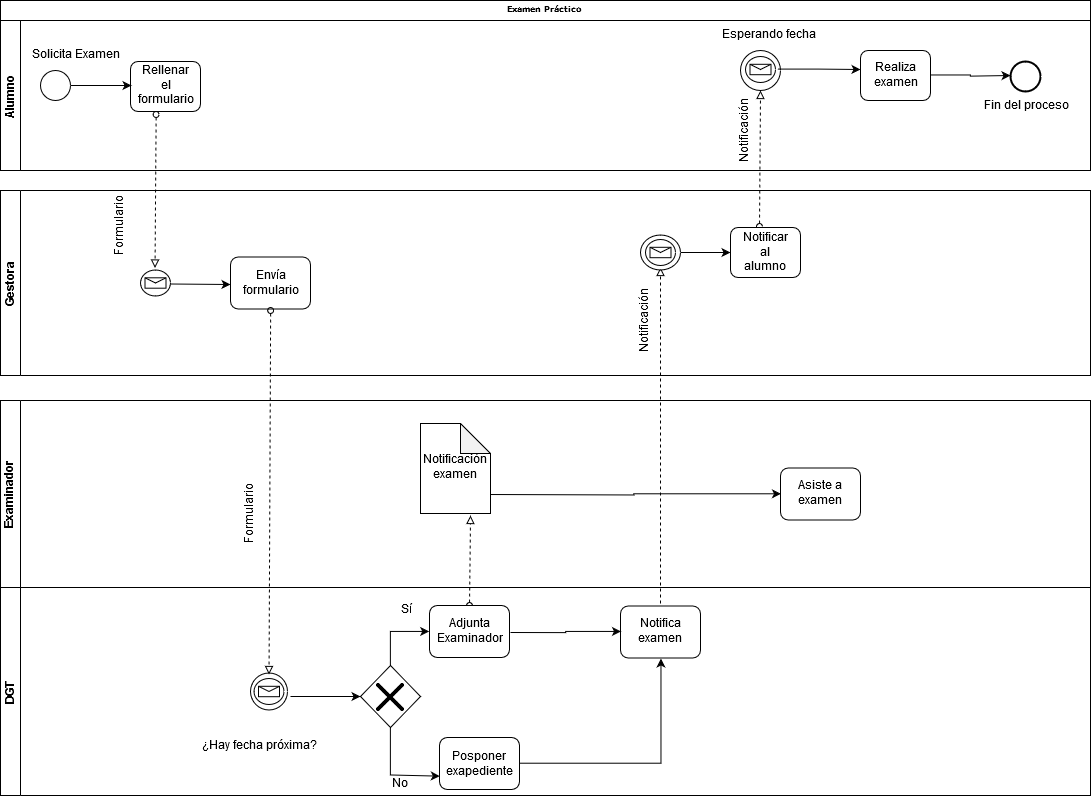 Examen Práctico
Alumno
Solicita Examen
Rellenar
el
formulario
Esperando fecha
Realiza
examen
Fin del proceso
Notificación
Formulario
Gestora
Envía
formulario
Notificar
al
alumno
Notificación
Examinador
Formulario
Notificación
examen
Asiste a
examen
DGT
Sí
Adjunta
Examinador
Notifica
examen
¿Hay fecha próxima?
No
Posponer
exapediente